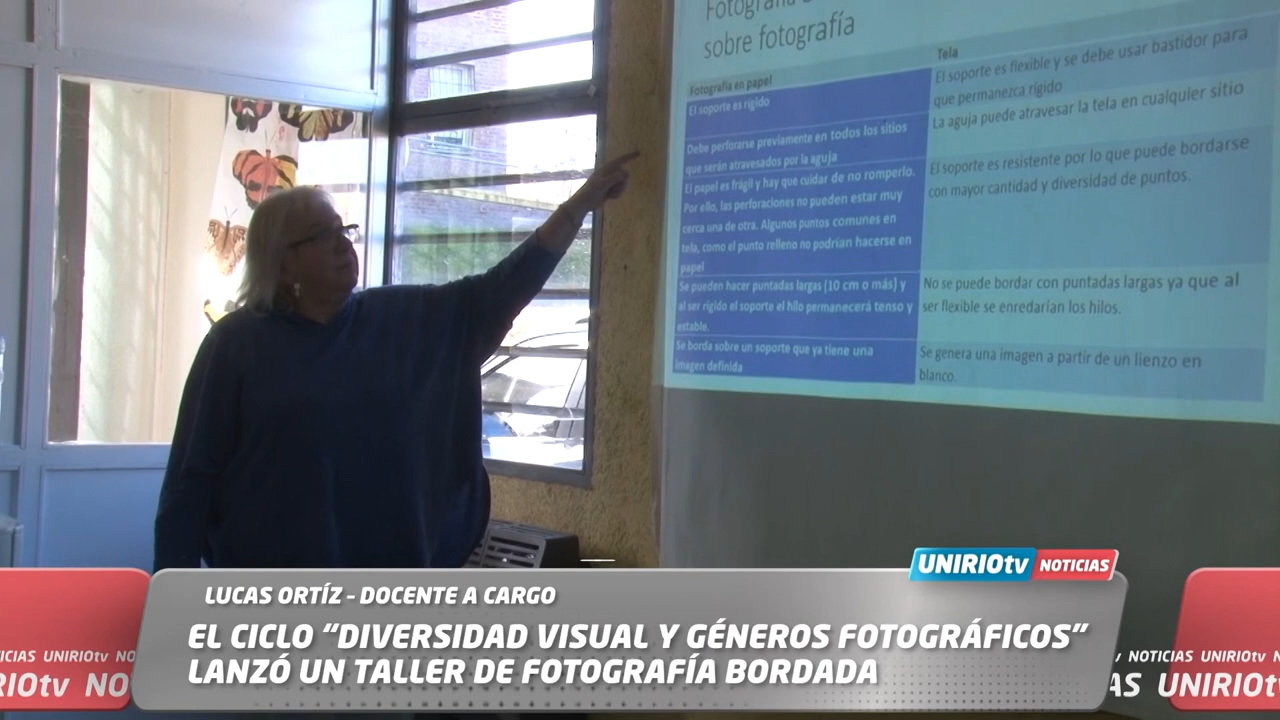 Fotografía
sobre fotografía
Fotografía en papel
Tela
El soporte es rígido
El soporte es flexible y se debe usar bastidor para
que permanezca rígido
Debe perforarse previamente en todos los sitios
que serán atravesados por la aguja
La aguja puede atravesar la tela en cualquier sitio
El papel es frágil y hay que cuidar de no romperlo.
Por ello, las perforaciones no pueden estar muy
cerca una de otra. Algunos puntos comunes en
tela, como el punto relleno no podrían hacerse en
papel
El soporte es resistente por lo que puede bordarse
con mayor cantidad y diversidad de puntos.
Se pueden hacer puntadas largas (10 cm o más) y
al ser rígido el soporte el hilo permanecerá tenso y
estable.
No se puede bordar con puntadas largas ya que al
ser flexible se enredarían los hilos.
Se borda sobre un soporte que ya tiene una
imagen definida
Se genera una imagen a partir de un lienzo en
blanco.
UNIRIOtv NOTICIAS
LUCAS ORTÍZ - DOCENTE A CARGO
EL CICLO “DIVERSIDAD VISUAL Y GÉNEROS FOTOGRÁFICOS”
LANZÓ UN TALLER DE FOTOGRAFÍA BORDADA
ICIAS UNIRIOtv NO
RIOtv NO
v NOTICIAS UNIRIOtv N
AS UNIRIOt